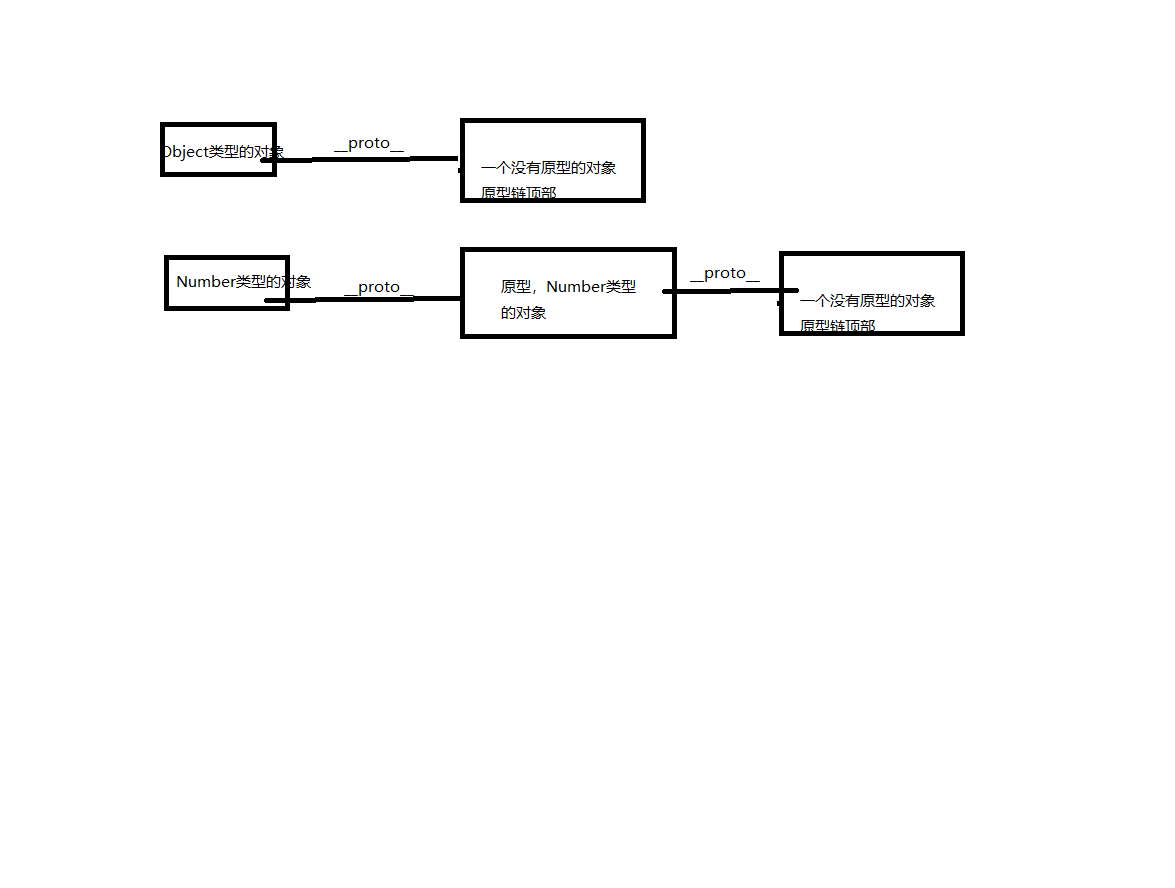 Object类型的对象
__proto__
一个没有原型的对象
原型链顶部
Number类型的对象
__proto__
原型，Number类型
的对象
__proto__
一个没有原型的对象
原型链顶部